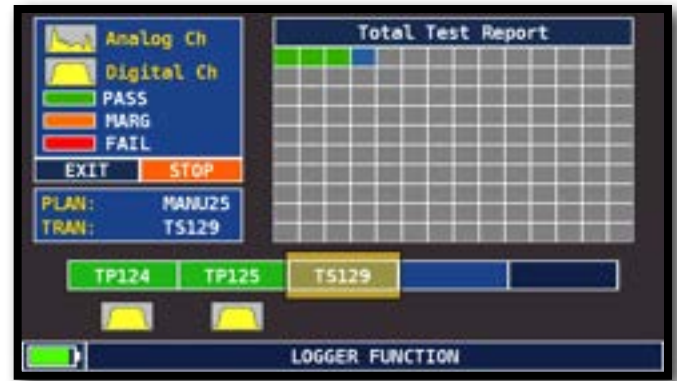 Analog Ch
Digital Ch
PASS
MARG
FAIL
EXIT STOP
PLAN: MANU25
TRAN: TS129
Total Test Report
TP124 TP125 TS129
LOGGER FUNCTION